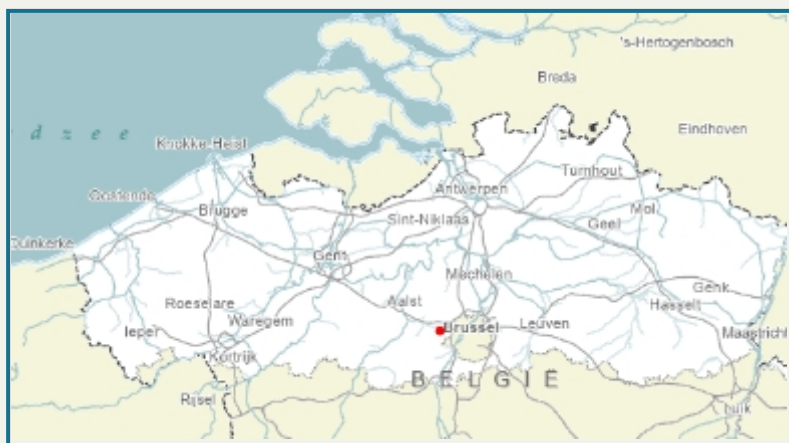 's-Hertogenbosch
Breda
d z e e
Eindhoven
Knokke-Heist
Turnhout
Oostende
Antwerpen
Brugge
Mol
Sint-Niklaas
Geel
Duinkerke
Gent
Mechelen
Genk
Roeselare
Aalst
Hasselt
Ieper
Waregem
Brussel
Leuven
Maastricht
Kortrijk
BELGIË
Rijsel
Luik